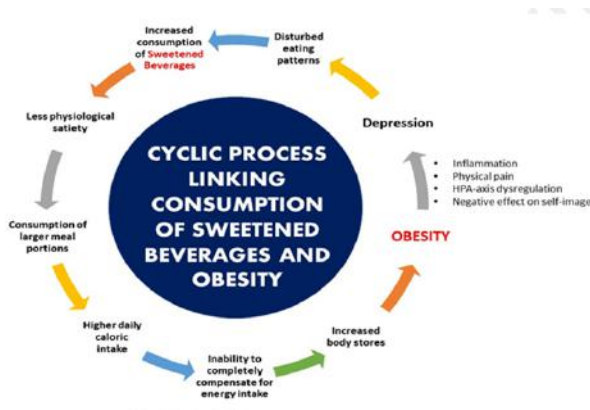 Increased
consumption
of Sweetened
Beverages
Disturbed
eating
patterns
Less physiological
satiety
Depression
CYCLIC PROCESS
LINKING
CONSUMPTION
OF SWEETENED
BEVERAGES AND
OBESITY
• Inflammation
• Physical pain
• HPA-axis dysregulation
• Negative effect on self-image
Consumption of
larger meal
portions
OBESITY
Higher daily
caloric
intake
Inability to
completely
compensate for
energy intake
Increased
body stores